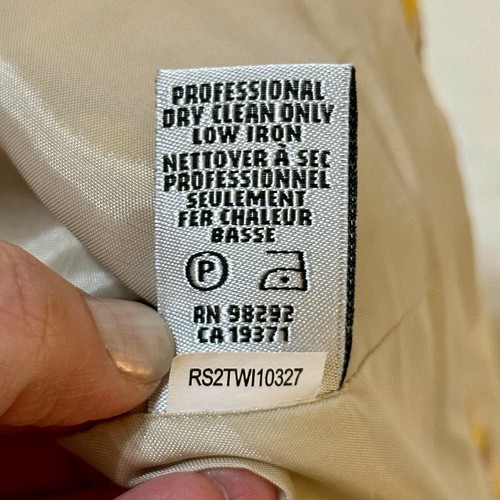 PROFESSIONAL
DRY CLEAN ONLY
LOW IRON
NETTOYER À SEC
PROFESSIONNEL
SEULEMENT
FER CHALEUR
BASSE
P
RN 98292
CA 19371
RS2TWI10327